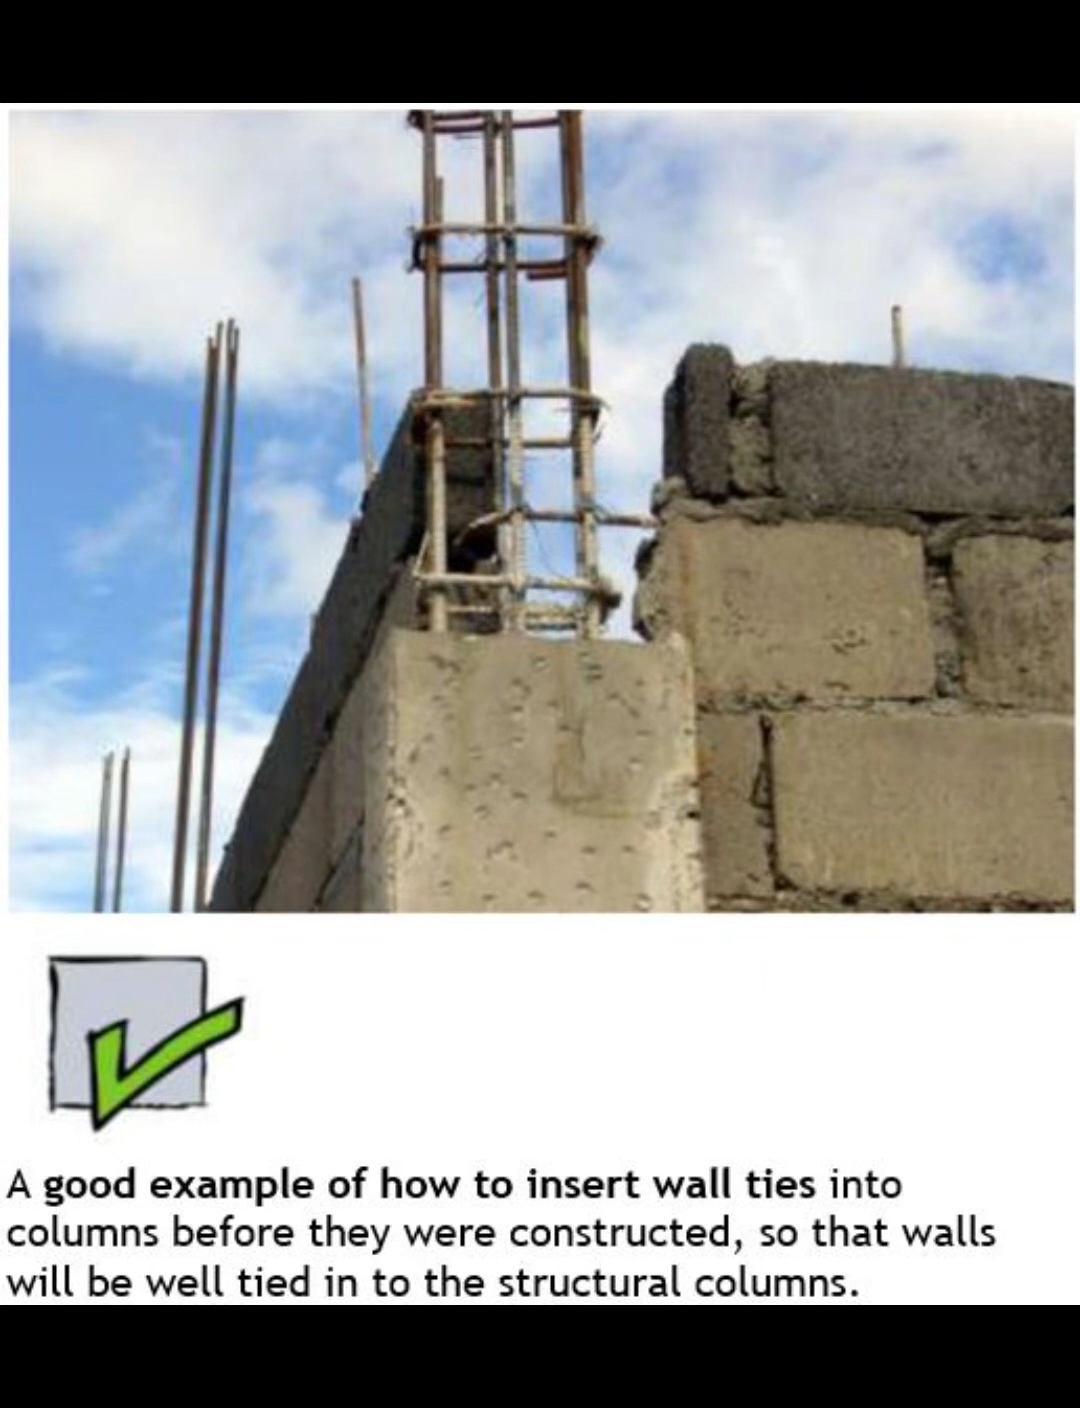 A good example of how to insert wall ties into
columns before they were constructed, so that walls
will be well tied in to the structural columns.